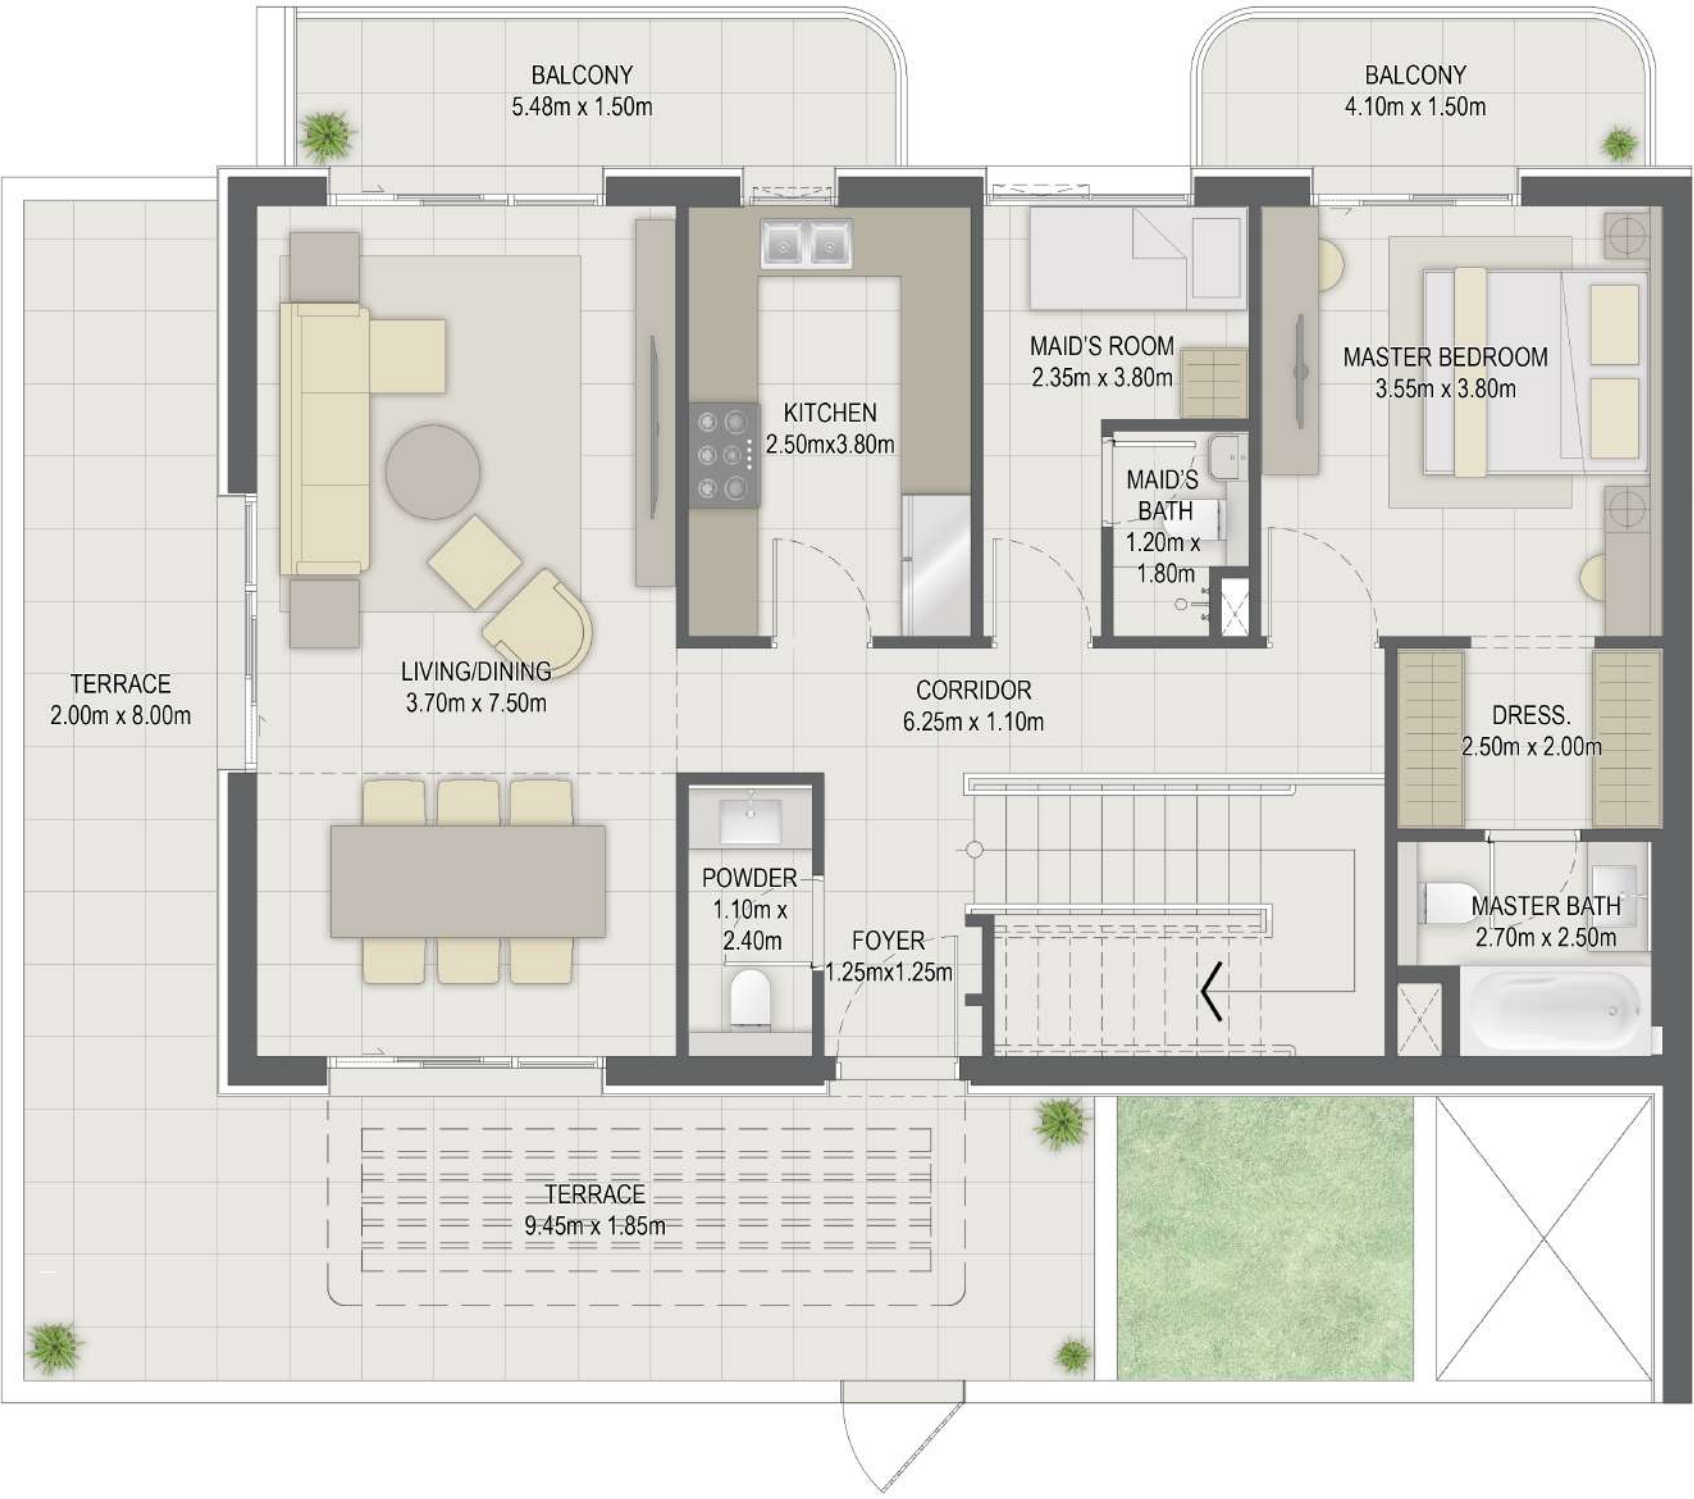 BALCONY
5.48m x 1.50m
BALCONY
4.10m x 1.50m
MAID'S ROOM
2.35m x 3.80m
MASTER BEDROOM
3.55m x 3.80m
KITCHEN
2.50mx3.80m
MAID'S
BATH
1.20m x
1.80m
LIVING/DINING
3.70m x 7.50m
TERRACE
2.00m x 8.00m
CORRIDOR
6.25m x 1.10m
DRESS.
2.50m x 2.00m
POWDER
1.10m x
2.40m
FOYER
1.25mx1.25m
MASTER BATH
2.70m x 2.50m
TERRACE
9.45m x 1.85m